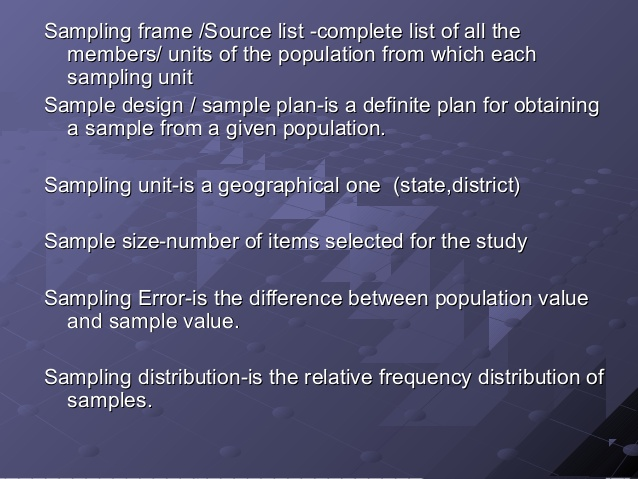 Sampling frame /Source list -complete list of all the
members/ units of the population from which each
sampling unit
Sample design / sample plan-is a definite plan for obtaining
a sample from a given population.
Sampling unit-is a geographical one (state,district)
Sample size-number of items selected for the study
Sampling Error-is the difference between population value
and sample value.
Sampling distribution-is the relative frequency distribution of
samples.